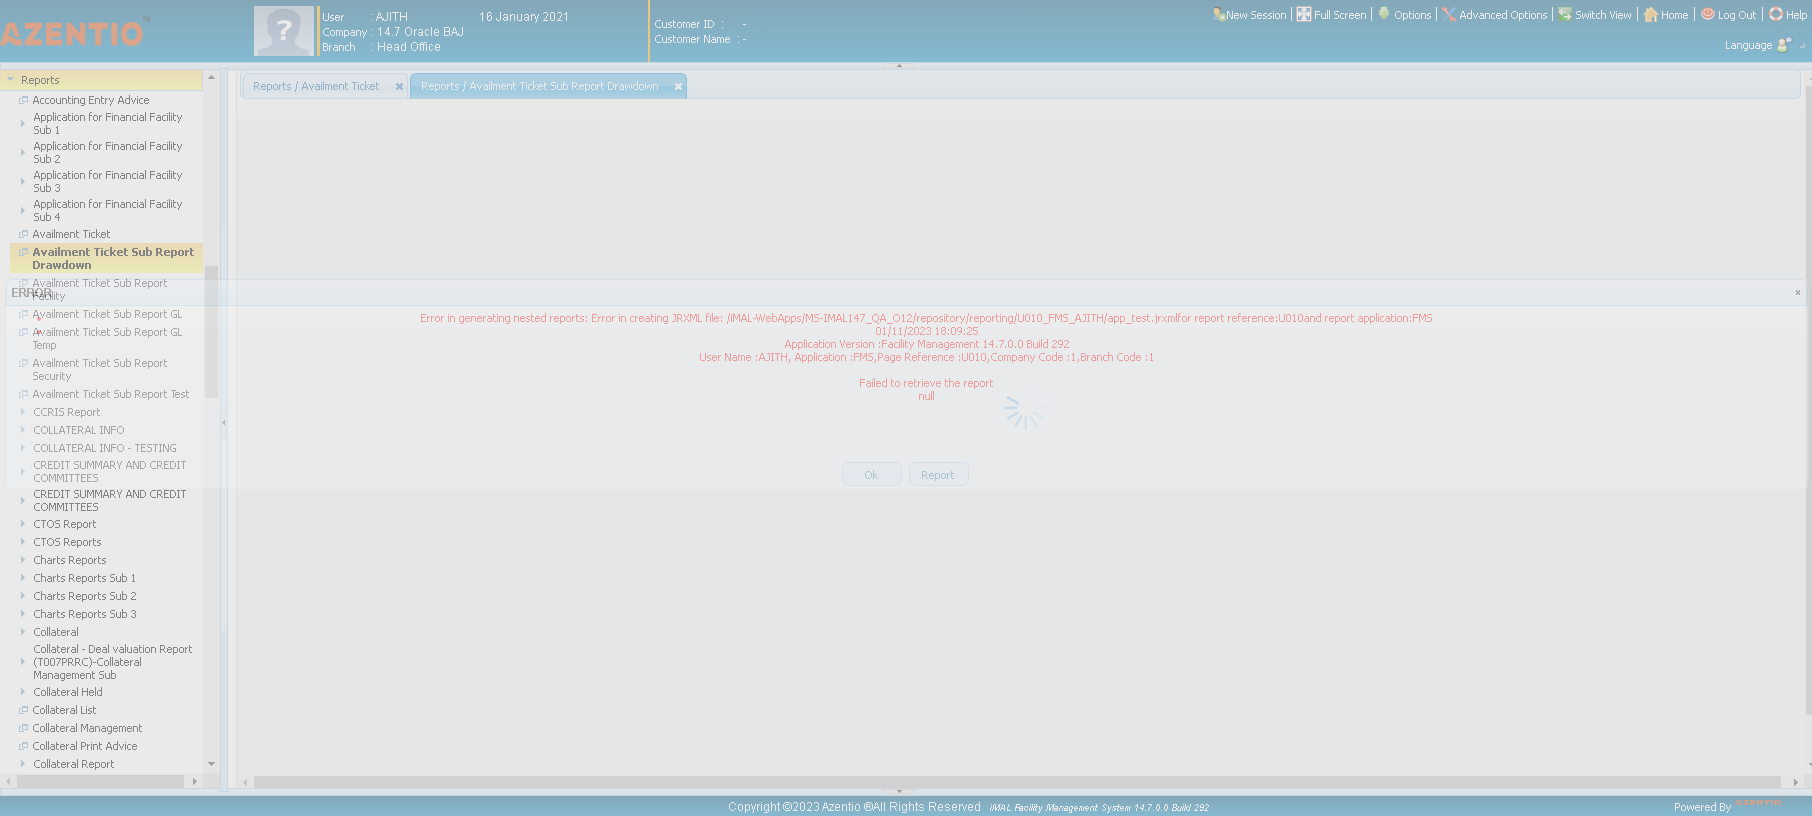 AZENTIO™
User : AJITH 16 January 2021
Company : 14.7 Oracle BAJ
Branch : Head Office
Customer ID : -
Customer Name : -
New Session Full Screen Options Advanced Options Switch View Home Log Out Help
Language
Reports
Accounting Entry Advice
Application for Financial Facility
Sub 1
Application for Financial Facility
Sub 2
Application for Financial Facility
Sub 3
Application for Financial Facility
Sub 4
Availment Ticket
Availment Ticket Sub Report
Drawdown
Availment Ticket Sub Report
Facility
Availment Ticket Sub Report GL
Availment Ticket Sub Report GL
Temp
Availment Ticket Sub Report
Security
Availment Ticket Sub Report Test
CCRIS Report
COLLATERAL INFO
COLLATERAL INFO - TESTING
CREDIT SUMMARY AND CREDIT
COMMITTEES
CREDIT SUMMARY AND CREDIT
COMMITTEES
CTOS Report
CTOS Reports
Charts Reports
Charts Reports Sub 1
Charts Reports Sub 2
Charts Reports Sub 3
Collateral
Collateral - Deal valuation Report
(T007PRRC)-Collateral
Management Sub
Collateral Held
Collateral List
Collateral Management
Collateral Print Advice
Collateral Report
Reports / Availment Ticket
Reports / Availment Ticket Sub Report Drawdown
ERROR
Error in generating nested reports: Error in creating JRXML file: /iMAL-WebApps/MS-IMAL147_QA_O12/repository/reporting/U010_FMS_AJITH/app_test.jrxmlfor report reference:U010and report application:FMS
01/11/2023 18:09:25
Application Version :Facility Management 14.7.0.0 Build 292
User Name :AJITH, Application :FMS,Page Reference :U010,Company Code :1,Branch Code :1
Failed to retrieve the report
null
Ok
Report
Copyright ©2023 Azentio ®All Rights Reserved iMAL Facility Management System 14.7.0.0 Build 292
Powered By AZENTIO